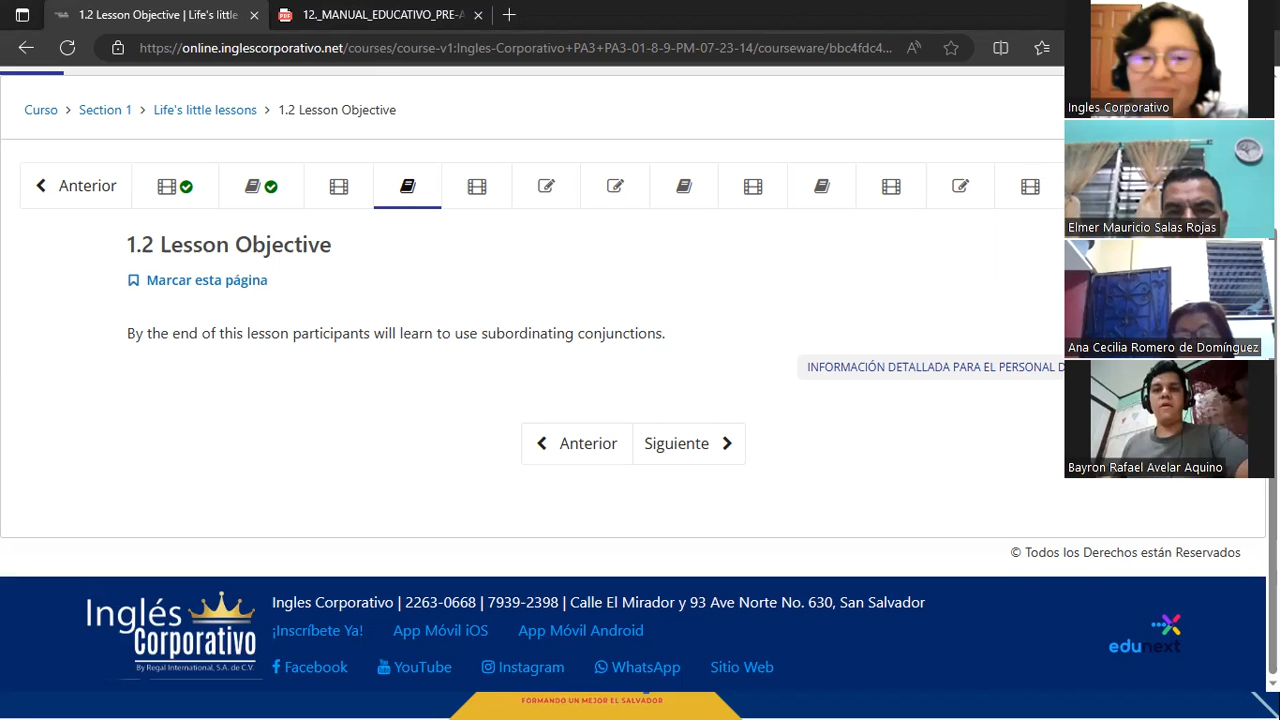 1.2 Lesson Objective | Life's little
12._MANUAL_EDUCATIVO_PRE-A
https://online.inglescorporativo.net/courses/course-v1:Ingles-Corporativo+PA3+PA3-01-8-9-PM-07-23-14/courseware/bbc4fdc4...
Ingles Corporativo
Curso > Section 1 > Life's little lessons > 1.2 Lesson Objective
Anterior
Elmer Mauricio Salas Rojas
1.2 Lesson Objective
Marcar esta página
By the end of this lesson participants will learn to use subordinating conjunctions.
Ana Cecilia Romero de Domínguez
INFORMACIÓN DETALLADA PARA EL PERSONAL D
Anterior
Siguiente
Bayron Rafael Avelar Aquino
© Todos los Derechos están Reservados
Inglés
Corporativo
By Regal International, S.A. de C.V.
Ingles Corporativo | 2263-0668 | 7939-2398 | Calle El Mirador y 93 Ave Norte No. 630, San Salvador
¡Inscríbete Ya! App Móvil iOS App Móvil Android
Facebook YouTube Instagram WhatsApp Sitio Web
edunext
FORMANDO UN MEJOR EL SALVADOR